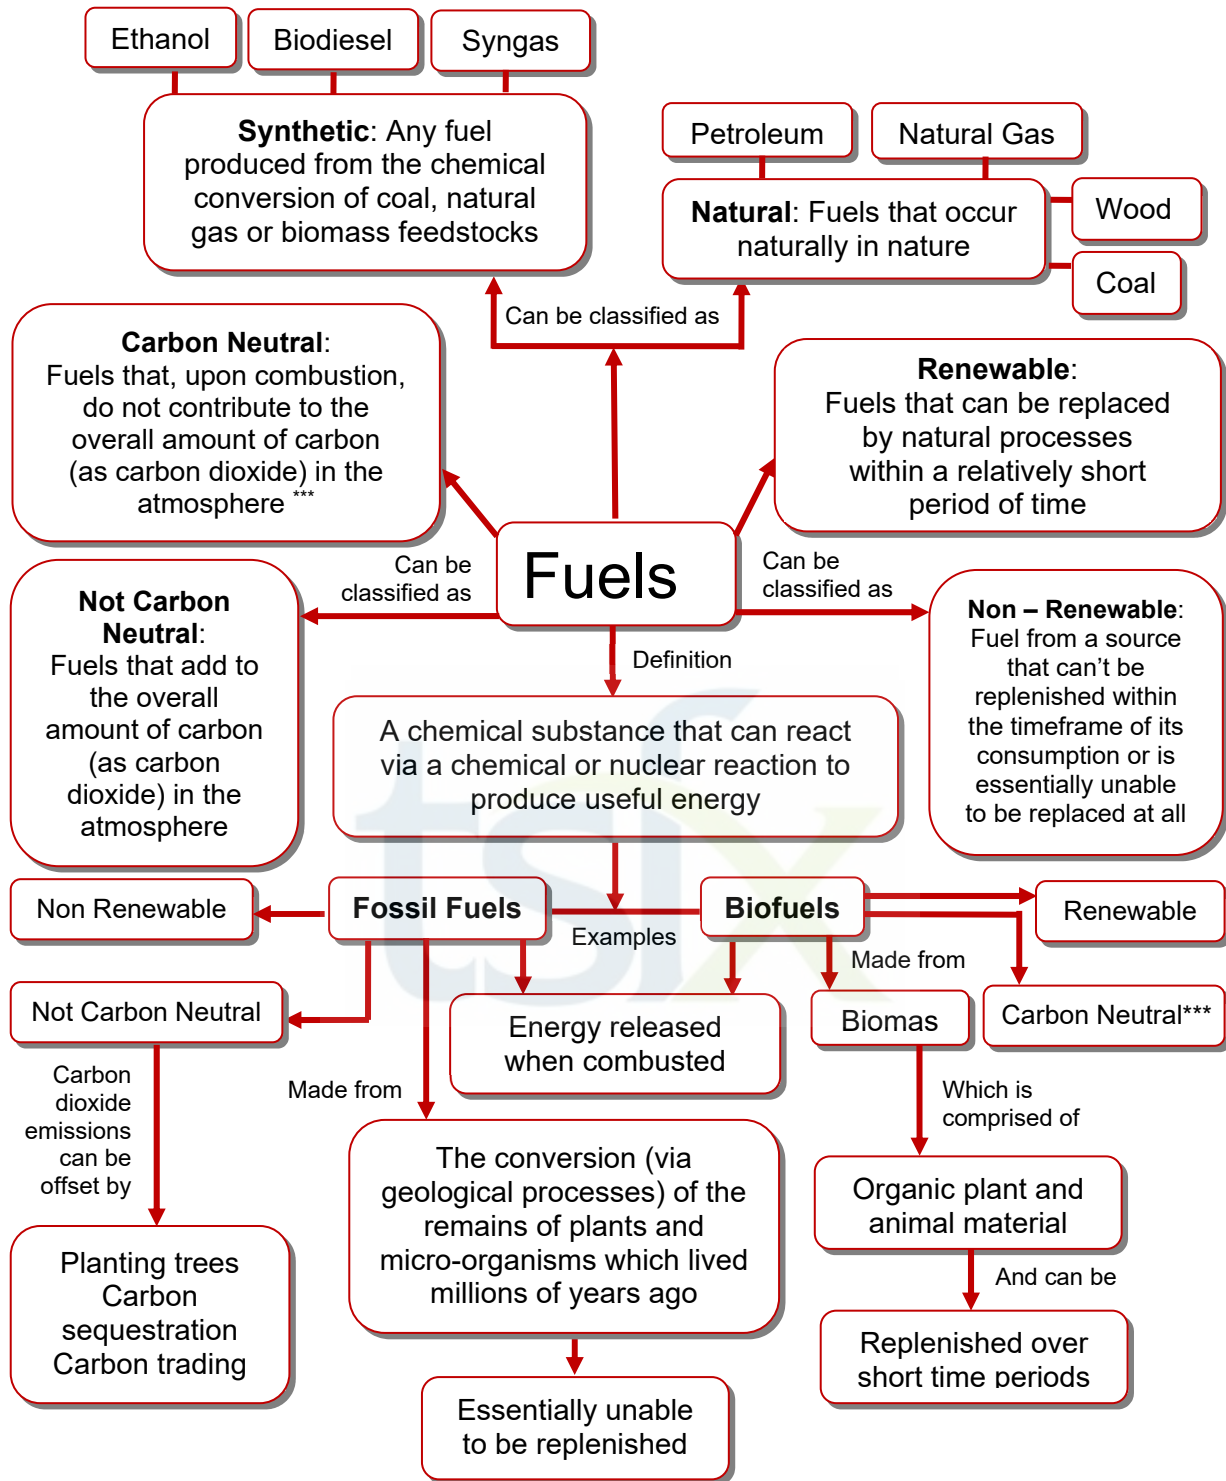 Ethanol
Biodiesel
Syngas
Synthetic: Any fuel
produced from the chemical
conversion of coal, natural
gas or biomass feedstocks
Petroleum
Natural Gas
Natural: Fuels that occur
naturally in nature
Wood
Coal
Can be classified as
Carbon Neutral:
Fuels that, upon combustion,
do not contribute to the
overall amount of carbon
(as carbon dioxide) in the
atmosphere ***
Renewable:
Fuels that can be replaced
by natural processes
within a relatively short
period of time
Fuels
Can be
classified as
Can be
classified as
Not Carbon
Neutral:
Fuels that add to
the overall
amount of carbon
(as carbon
dioxide) in the
atmosphere
Non – Renewable:
Fuel from a source
that can’t be
replenished within
the timeframe of its
consumption or is
essentially unable
to be replaced at all
Definition
A chemical substance that can react
via a chemical or nuclear reaction to
produce useful energy
tsfx
Non Renewable
Fossil Fuels
Examples
Biofuels
Renewable
Not Carbon Neutral
Energy released
when combusted
Made from
Biomas
Carbon Neutral***
Carbon
dioxide
emissions
can be
offset by
Made from
Which is
comprised of
The conversion (via
geological processes) of the
remains of plants and
micro-organisms which lived
millions of years ago
Organic plant and
animal material
Planting trees
Carbon
sequestration
Carbon trading
And can be
Replenished over
short time periods
Essentially unable
to be replenished